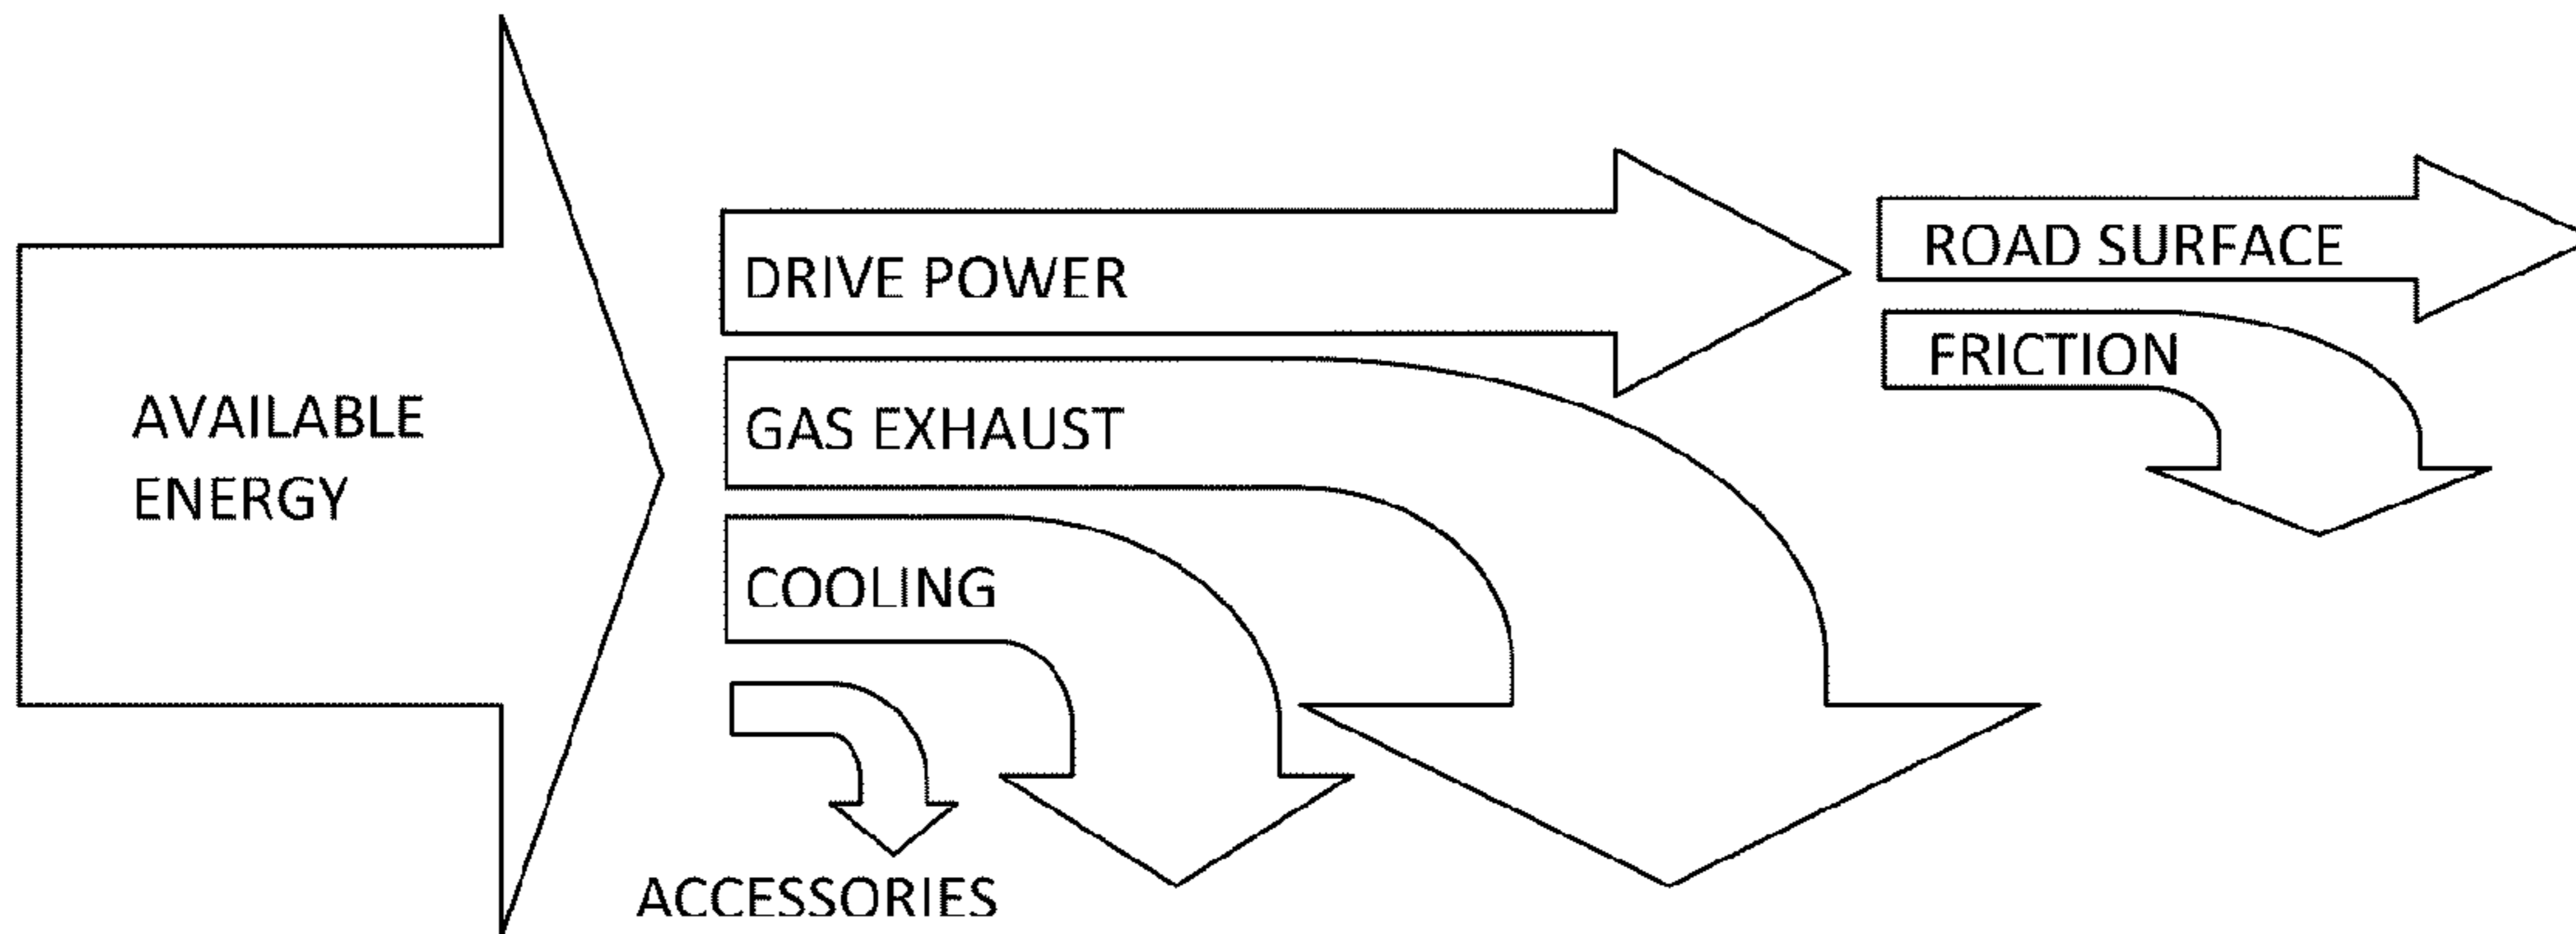 AVAILABLE
ENERGY
DRIVE POWER
GAS EXHAUST
COOLING
ACCESSORIES
ROAD SURFACE
FRICTION